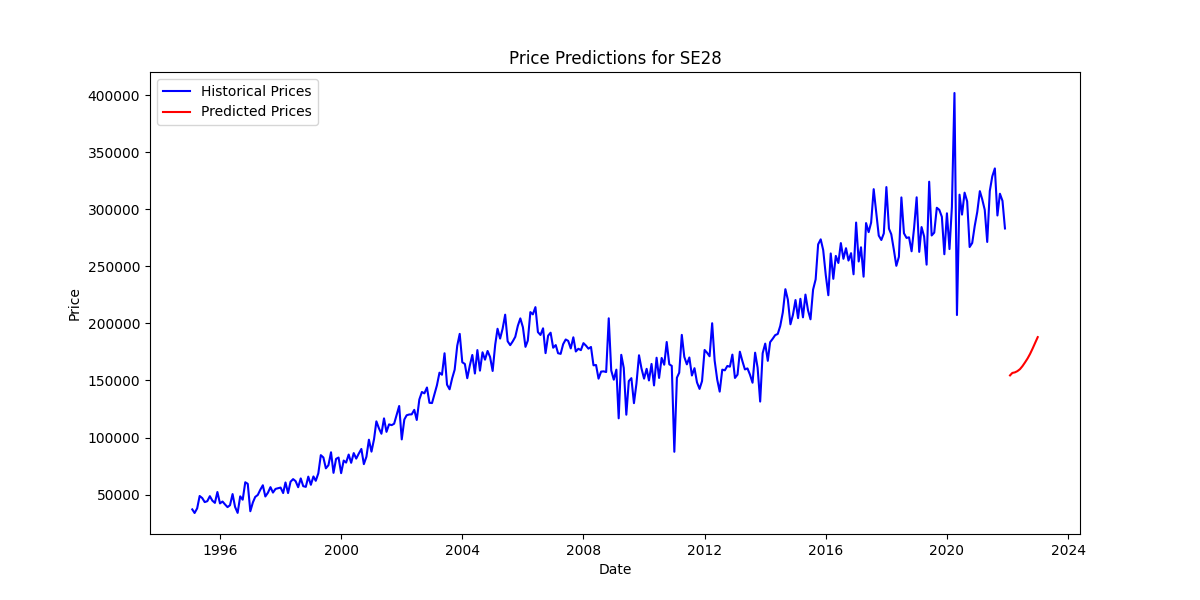 Price Predictions for SE28
Historical Prices
Predicted Prices
400000
350000
300000
250000
200000
150000
100000
50000
Price
1996 2000 2004 2008 2012 2016 2020 2024
Date